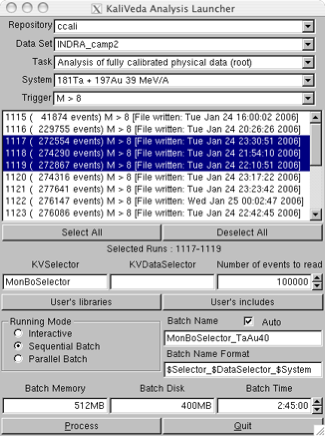 KaliVeda Analysis Launcher
Repository ccali
Data Set INDRA_camp2
Task Analysis of fully calibrated physical data (root)
System 181Ta + 197Au 39 MeV/A
Trigger M > 8
1115 ( 41874 events) M > 8 [File written: Tue Jan 24 16:00:02 2006]
1116 ( 229755 events) M > 8 [File written: Tue Jan 24 20:26:26 2006]
1117 ( 272554 events) M > 8 [File written: Tue Jan 24 23:30:51 2006]
1118 ( 274290 events) M > 8 [File written: Tue Jan 24 21:54:10 2006]
1119 ( 272867 events) M > 8 [File written: Tue Jan 24 22:10:51 2006]
1120 ( 274316 events) M > 8 [File written: Tue Jan 24 23:17:22 2006]
1121 ( 277641 events) M > 8 [File written: Tue Jan 24 23:23:42 2006]
1122 ( 276147 events) M > 8 [File written: Wed Jan 25 00:02:47 2006]
1123 ( 276086 events) M > 8 [File written: Tue Jan 24 22:42:45 2006]
Select All Deselect All
Selected Runs : 1117-1119
KVSelector KVDataSelector Number of events to read
MonBoSelector 100000
User's libraries User's includes
Running Mode
Interactive
Sequential Batch
Parallel Batch
Batch Name Auto
MonBoSelector_TaAu40
Batch Name Format
$Selector_$DataSelector_$System
Batch Memory Batch Disk Batch Time
512MB 400MB 2:45:00
Process Quit